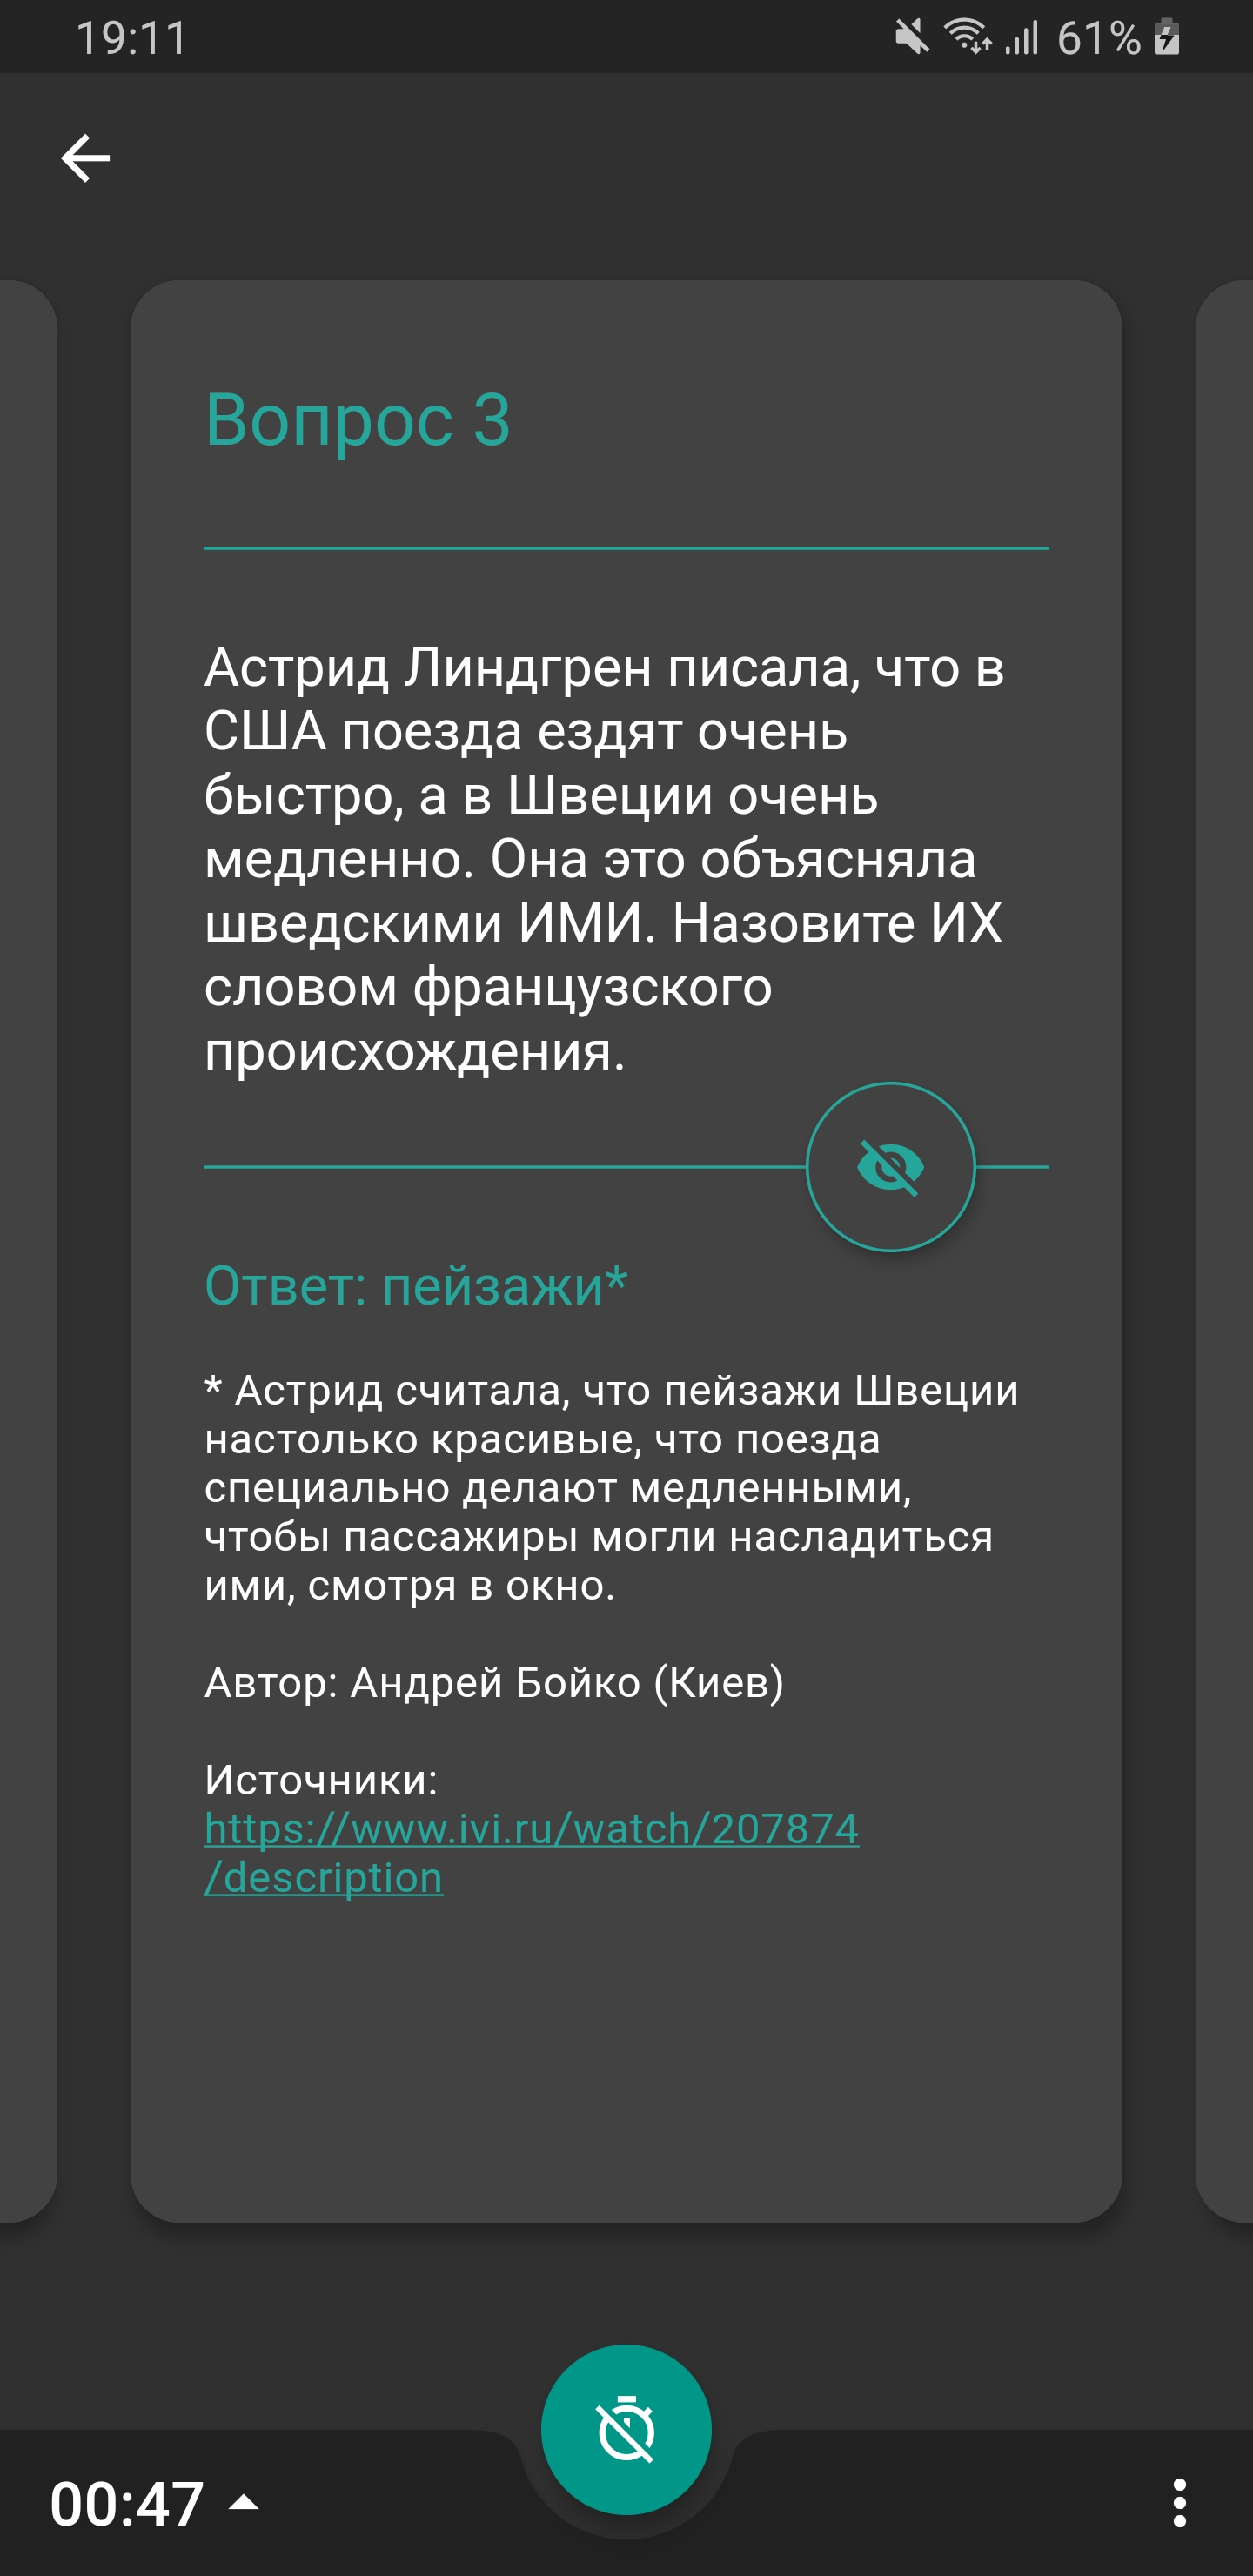 19:11
61%
Вопрос 3
Астрид Линдгрен писала, что в
США поезда ездят очень
быстро, а в Швеции очень
медленно. Она это объясняла
шведскими ИМИ. Назовите ИХ
словом французского
происхождения.
Ответ: пейзажи*
* Астрид считала, что пейзажи Швеции
настолько красивые, что поезда
специально делают медленными,
чтобы пассажиры могли насладиться
ими, смотря в окно.
Автор: Андрей Бойко (Киев)
Источники:
https://www.ivi.ru/watch/207874
/description
00:47